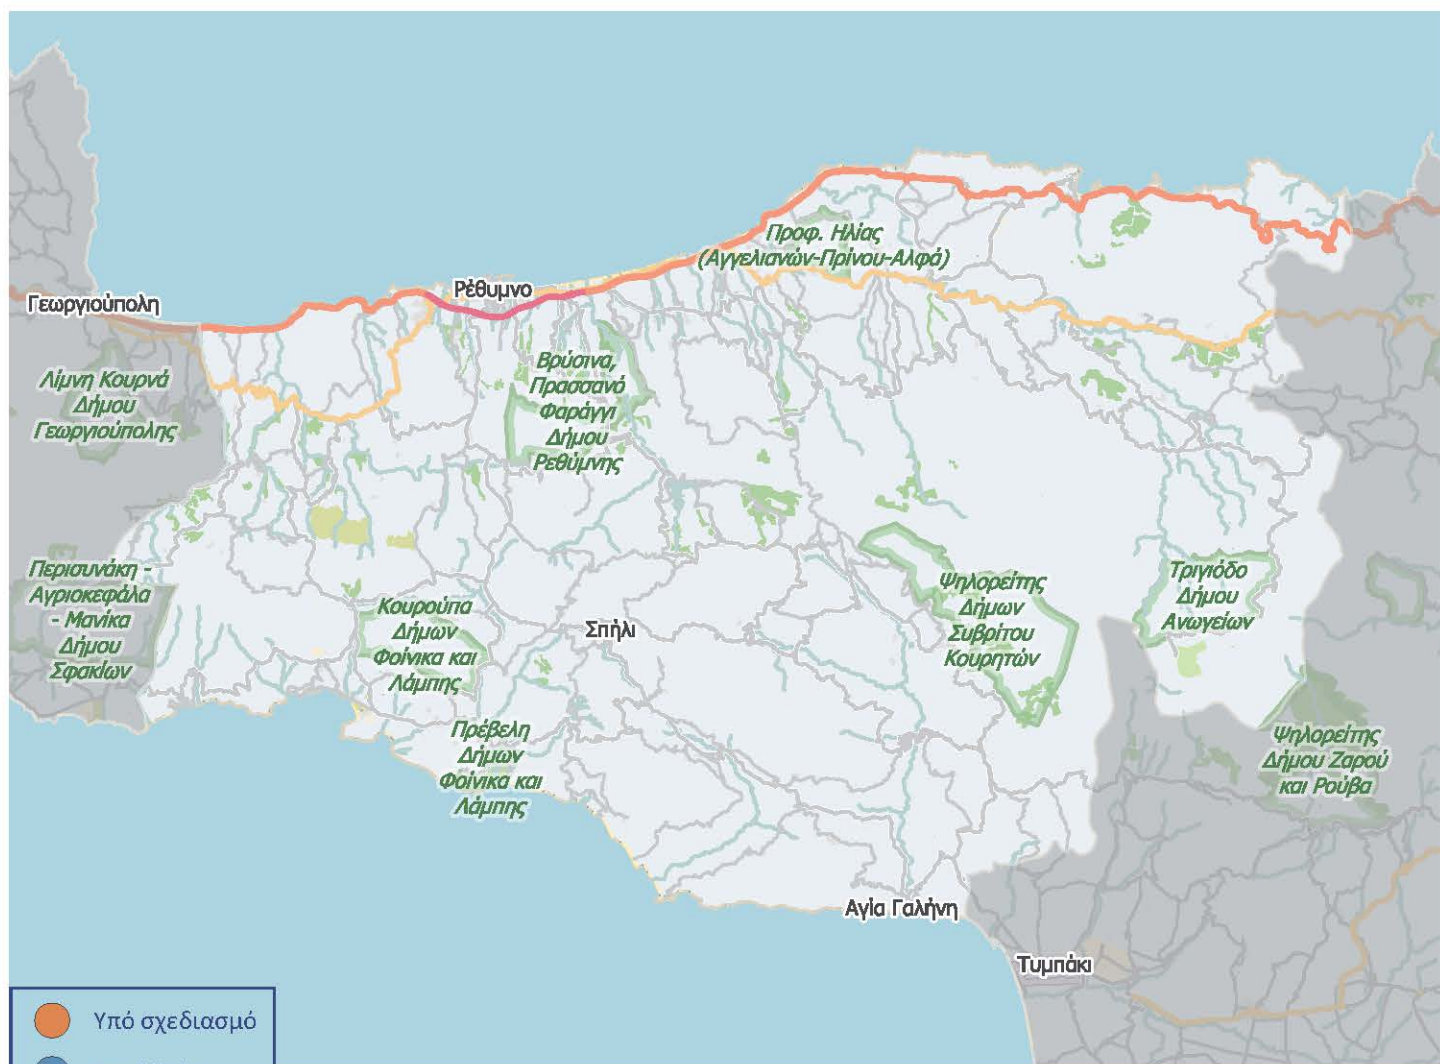 Προφ. Ηλίας
(Αγγελιανών-Πρίνου-Αλφά)
Ρέθυμνο
Γεωργιούπολη
Λίμνη Κουρνά
Δήμου
Γεωργιούπολης
Βρύσινα,
Πρασσανό
Φαράγγι
Δήμου
Ρεθύμνης
Περισυνάκη -
Αγριοκεφάλα
- Μανίκα
Δήμου
Σφακίων
Κουρούπα
Δήμων
Φοίνικα και
Λάμπης
Σπήλι
Ψηλορείτης
Δήμων
Συβρίτου
Κουρητών
Τριγιόδο
Δήμου
Ανωγείων
Πρέβελη
Δήμων
Φοίνικα και
Λάμπης
Ψηλορείτης
Δήμου Ζαρού
και Ρούβα
Αγία Γαλήνη
Τυμπάκι
Υπό σχεδιασμό